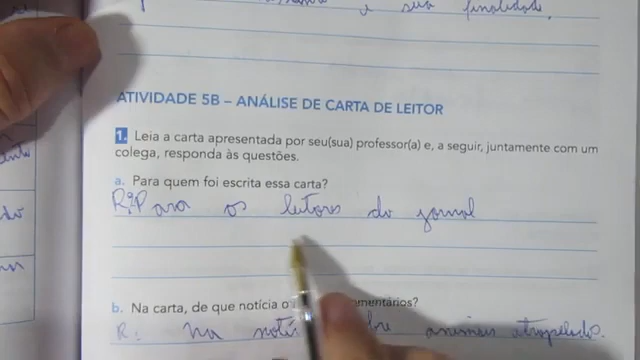 e sua finalidade.
ATIVIDADE 5B – ANÁLISE DE CARTA DE LEITOR
1. Leia a carta apresentada por seu(sua) professor(a) e, a seguir, juntamente com um
colega, responda às questões.
a. Para quem foi escrita essa carta?
R: Para os leitores do jornal
b. Na carta, de que notícia o comentários?
R: Na animais atropelados.